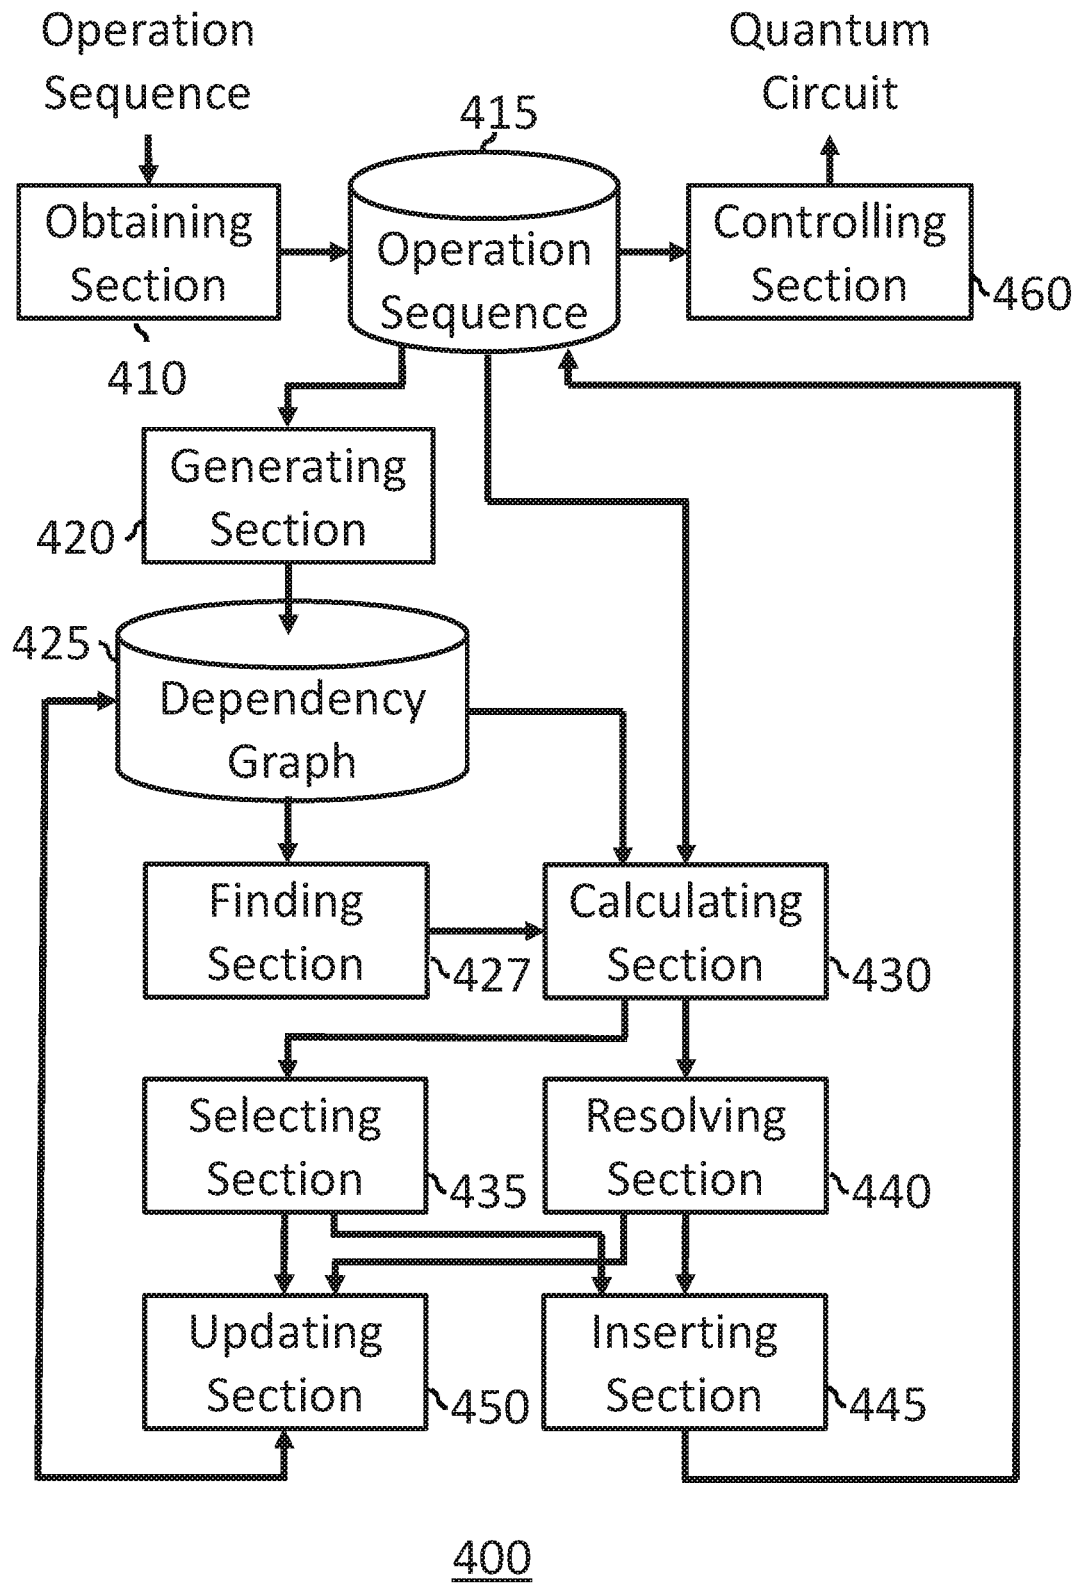 Operation
Sequence
Quantum
Circuit
415
Obtaining
Section
410
Operation
Sequence
Controlling
Section
460
Generating
Section
420
425
Dependency
Graph
Finding
Section
427
Calculating
Section
430
Selecting
Section
435
Resolving
Section
440
Updating
Section
450
Inserting
Section
445
400